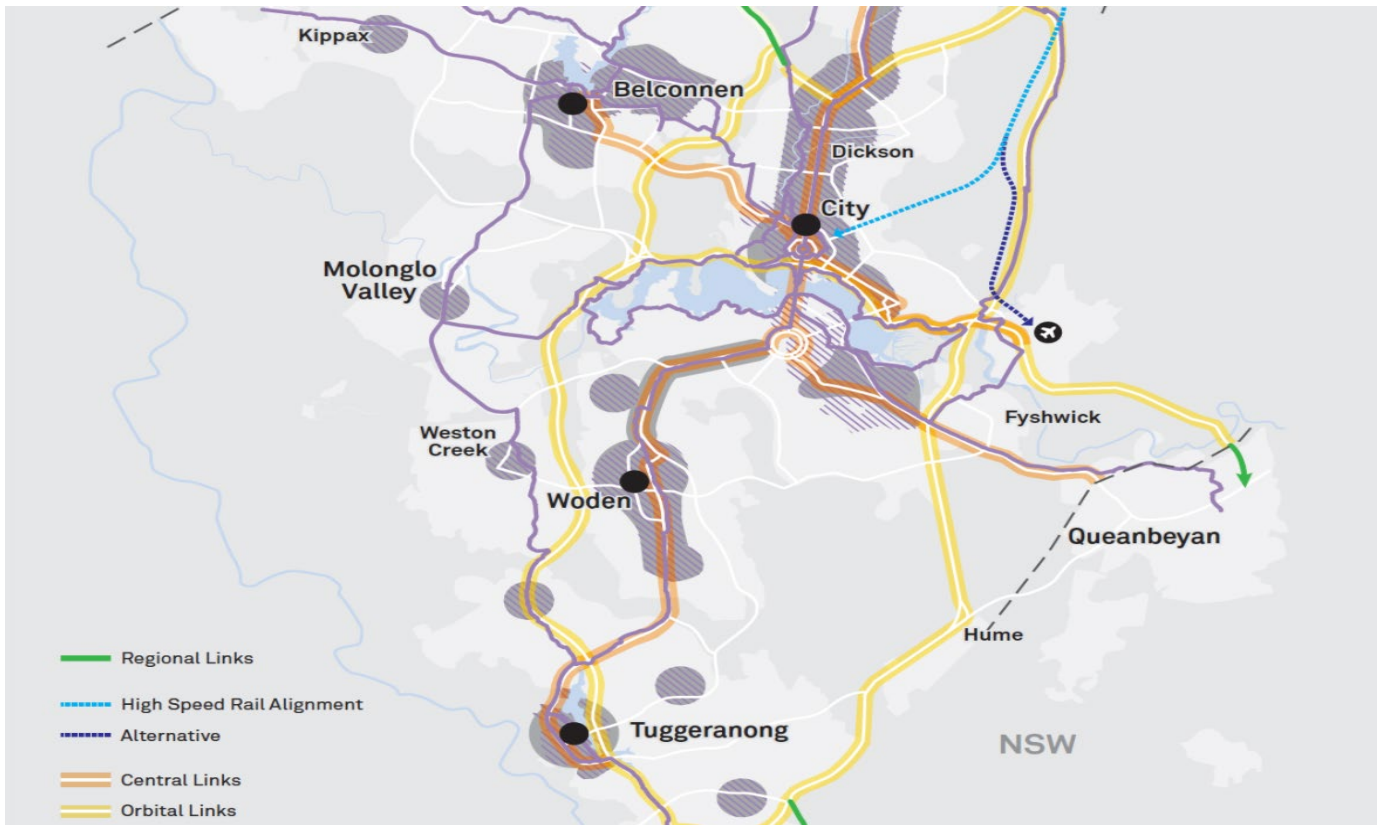 Kippax
Belconnen
Dickson
City
Molonglo
Valley
Weston
Creek
Fyshwick
Woden
Queanbeyan
Hume
Regional Links
High Speed Rail Alignment
Alternative
Tuggeranong
NSW
Central Links
Orbital Links